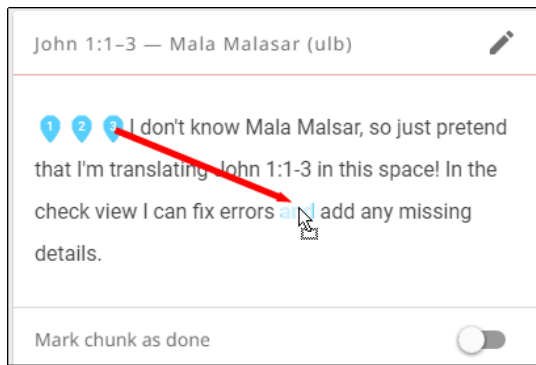 John 1:1–3 — Mala Malasar (ulb)
1 2 3 I don't know Mala Malsar, so just pretend
that I'm translating John 1:1-3 in this space! In the
check view I can fix errors and add any missing
details.
Mark chunk as done